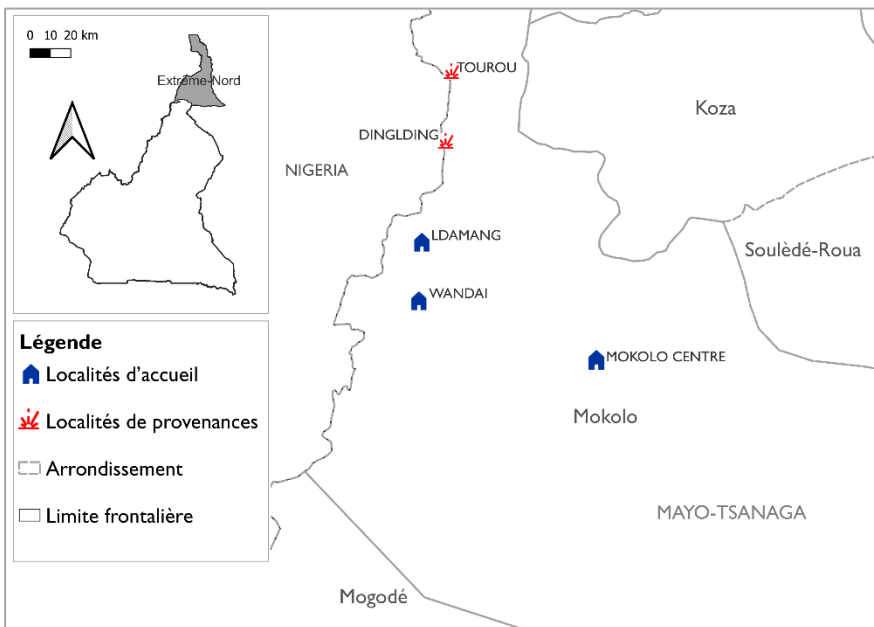 0 10 20 km
Extrême-Nord
TOUROU
DINGLDING
NIGERIA
Koza
LDAMANG
Soulèdé-Roua
WANDAI
MOKOLO CENTRE
Mokolo
MAYO-TSANAGA
Mogodé
Légende
Localités d'accueil
Localités de provenances
Arrondissement
Limite frontalière